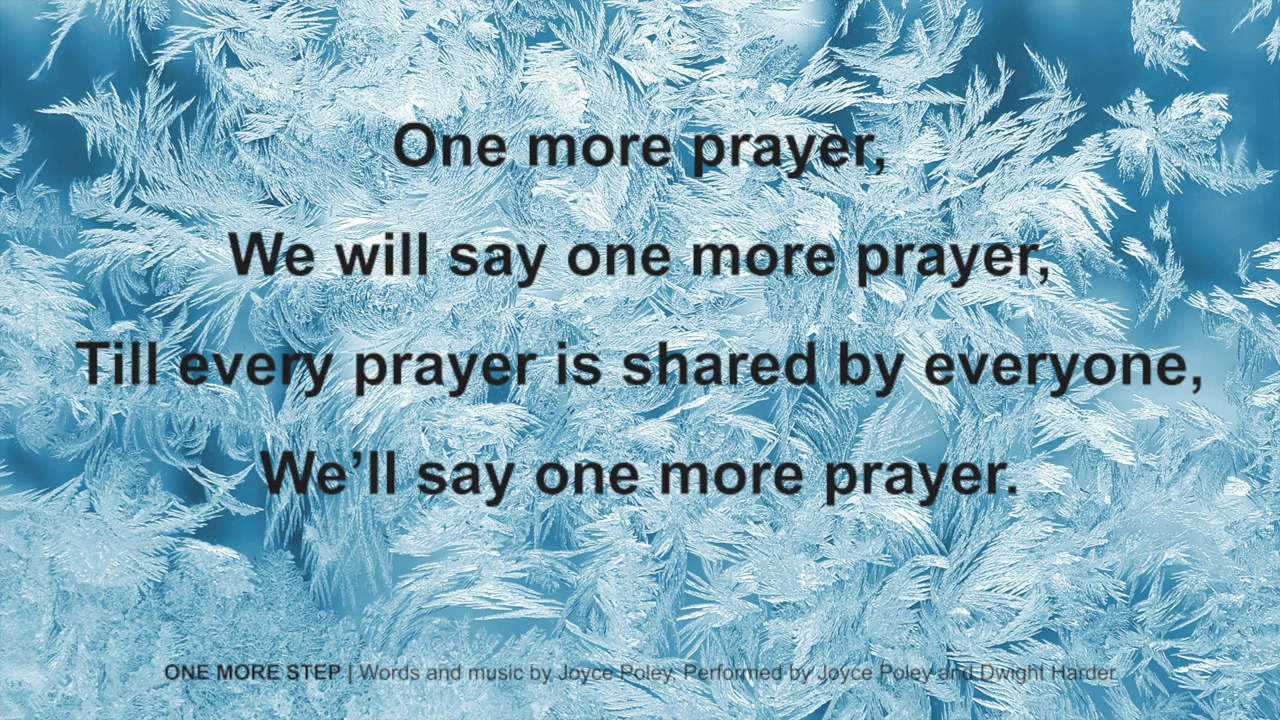 One more prayer,
We will say one more prayer,
Till every prayer is shared by everyone,
We’ll say one more prayer.
ONE MORE STEP | Words and music by Joyce Poley, Performed by Joyce Poley and Dwight Harder